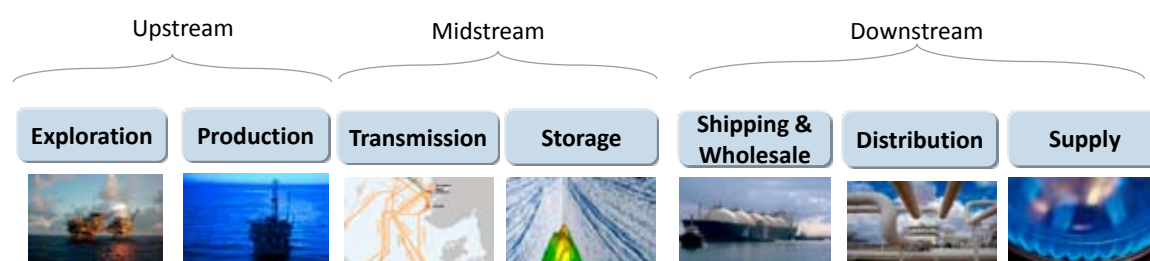 Upstream
Midstream
Downstream
Exploration
Production
Transmission
Storage
Shipping &
Wholesale
Distribution
Supply